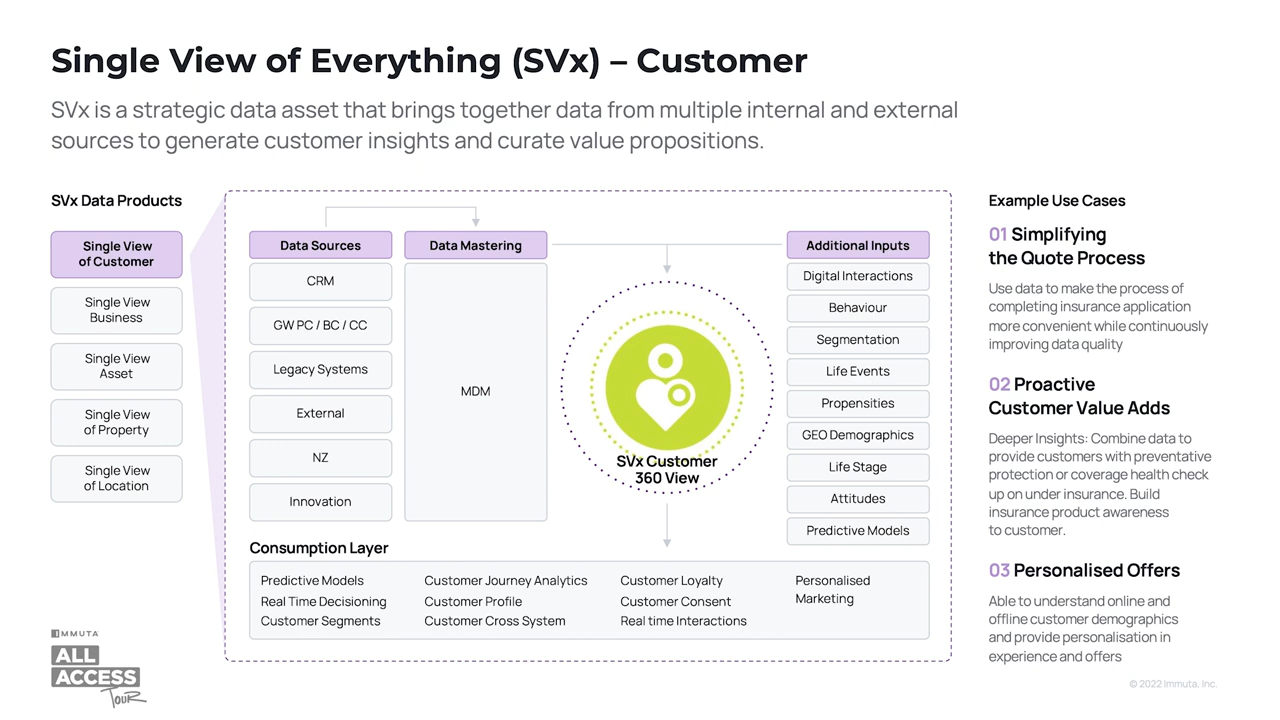 Single View of Everything (SVx) – Customer
SVx is a strategic data asset that brings together data from multiple internal and external
sources to generate customer insights and curate value propositions.
SVx Data Products
Single View
of Customer
Single View
Business
Single View
Asset
Single View
of Property
Single View
of Location
Data Sources
CRM
GW PC / BC / CC
Legacy Systems
External
NZ
Innovation
Data Mastering
MDM
SVx Customer
360 View
Additional Inputs
Digital Interactions
Behaviour
Segmentation
Life Events
Propensities
GEO Demographics
Life Stage
Attitudes
Predictive Models
Consumption Layer
Predictive Models
Real Time Decisioning
Customer Segments
Customer Journey Analytics
Customer Profile
Customer Cross System
Customer Loyalty
Customer Consent
Real time Interactions
Personalised
Marketing
Example Use Cases
01 Simplifying
the Quote Process
Use data to make the process of
completing insurance application
more convenient while continuously
improving data quality
02 Proactive
Customer Value Adds
Deeper Insights: Combine data to
provide customers with preventative
protection or coverage health check
up on under insurance. Build
insurance product awareness
to customer.
03 Personalised Offers
Able to understand online and
offline customer demographics
and provide personalisation in
experience and offers
IMMUTA
ALL
ACCESS
TOUR
© 2022 Immuta, Inc.